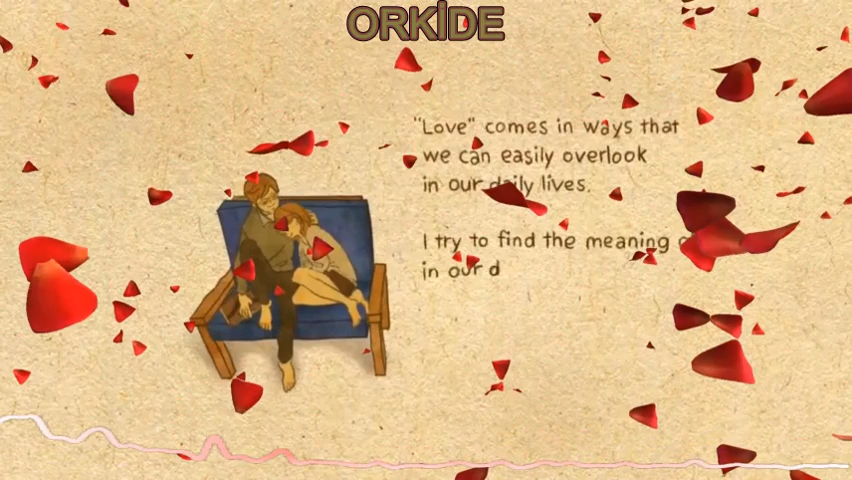 ORKİDE
"Love" comes in ways that
we can easily overlook
in our daily lives.
I try to find the meaning
in our d